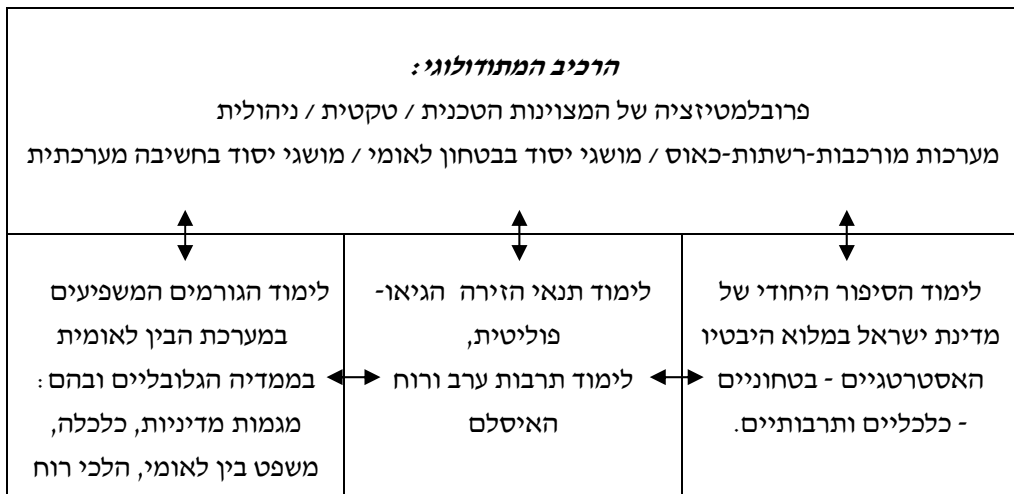 הרכיב המתודולוגי:
פרובלמטיזציה של המצוינות הטכנית / טקטית / ניהולית
מערכות מורכבות-רשתות-כאוס / מושגי יסוד בבטחון לאומי / מושגי יסוד בחשיבה מערכתית
לימוד הסיפור היחודי של
מדינת ישראל במלוא היבטיו
האסטרטגיים - בטחוניים
- כלכליים ותרבותיים.
לימוד תנאי הזירה הגיאו-
פוליטית,
לימוד תרבות ערב ורוח
האיסלם
לימוד הגורמים המשפיעים
במערכת הבין לאומית
בממדיה הגלובליים ובהם:
מגמות מדיניות, כלכלה,
משפט בין לאומי, הלכי רוח